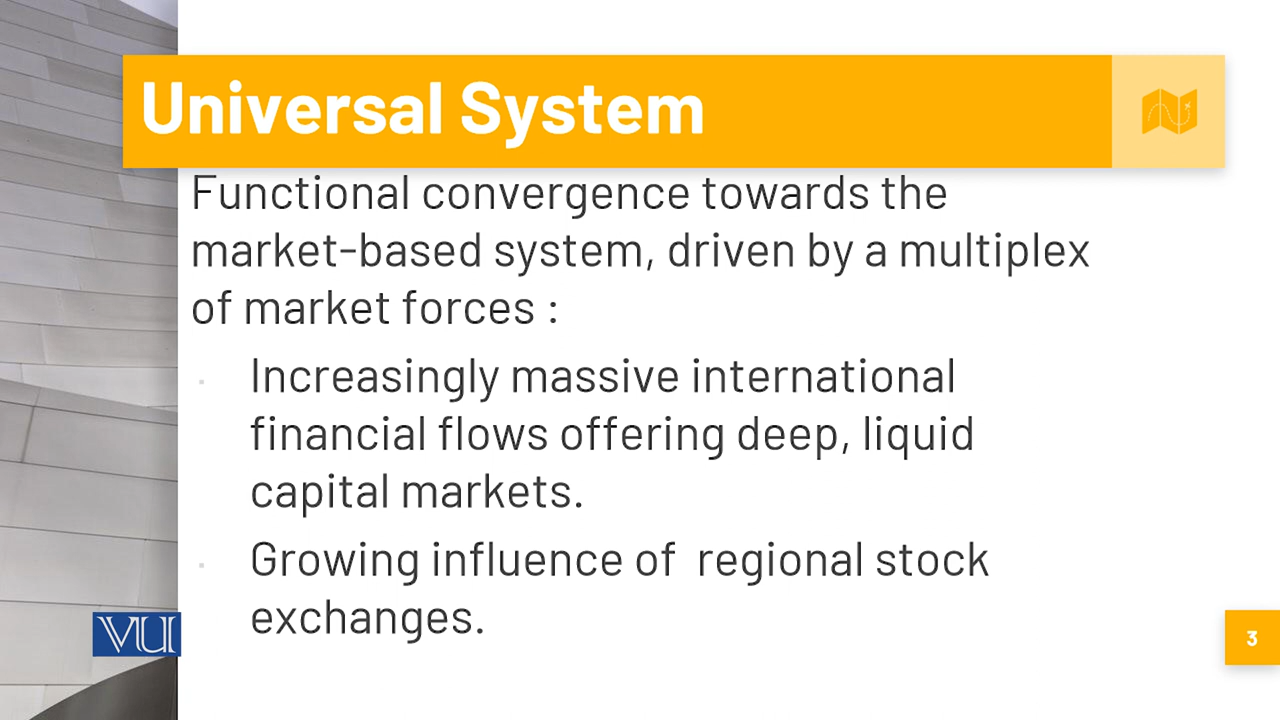 Universal System
Functional convergence towards the
market-based system, driven by a multiplex
of market forces :
Increasingly massive international
financial flows offering deep, liquid
capital markets.
Growing influence of  regional stock
exchanges.
VU
3